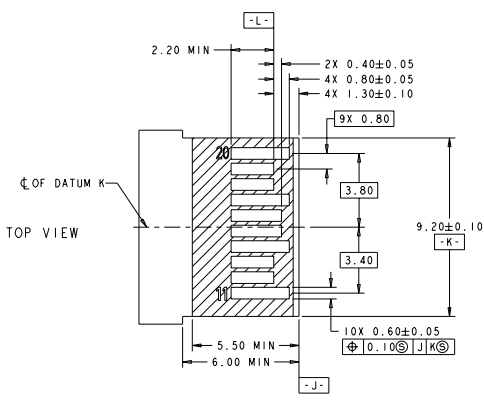 -L-
2.20 MIN
2X 0.40±0.05
4X 0.80±0.05
4X 1.30±0.10
9X 0.80
20
℄ OF DATUM K
3.80
9.20±0.10
-K-
TOP VIEW
3.40
11
10X 0.60±0.05
⌖ 0.10Ⓢ J KⓈ
5.50 MIN
6.00 MIN
-J-